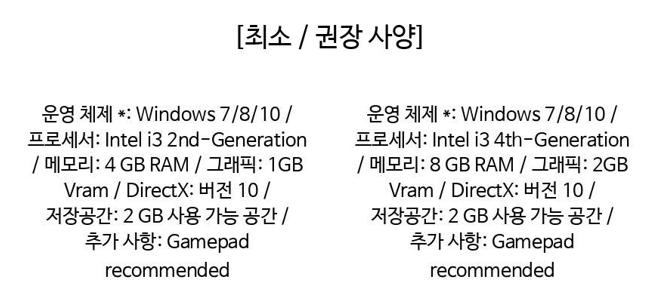 [최소 / 권장 사양]
운영 체제 *: Windows 7/8/10 /
프로세서: Intel i3 2nd-Generation
/ 메모리: 4 GB RAM / 그래픽: 1GB
Vram / DirectX: 버전 10 /
저장공간: 2 GB 사용 가능 공간 /
추가 사항: Gamepad
recommended
운영 체제 *: Windows 7/8/10 /
프로세서: Intel i3 4th-Generation
/ 메모리: 8 GB RAM / 그래픽: 2GB
Vram / DirectX: 버전 10 /
저장공간: 2 GB 사용 가능 공간 /
추가 사항: Gamepad
recommended